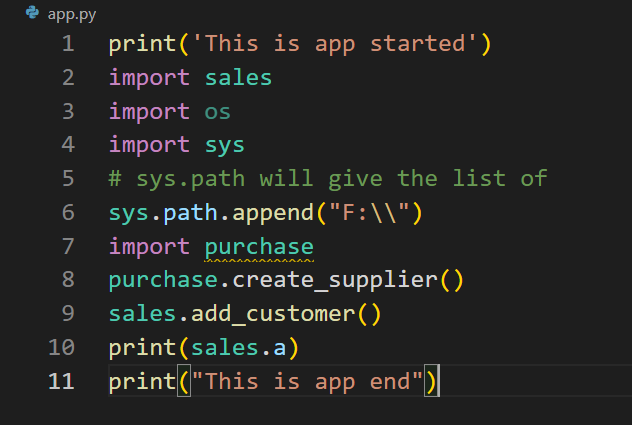 app.py
1 print('This is app started')
2 import sales
3 import os
4 import sys
5 # sys.path will give the list of
6 sys.path.append("F:\\")
7 import purchase
8 purchase.create_supplier()
9 sales.add_customer()
10 print(sales.a)
11 print("This is app end")